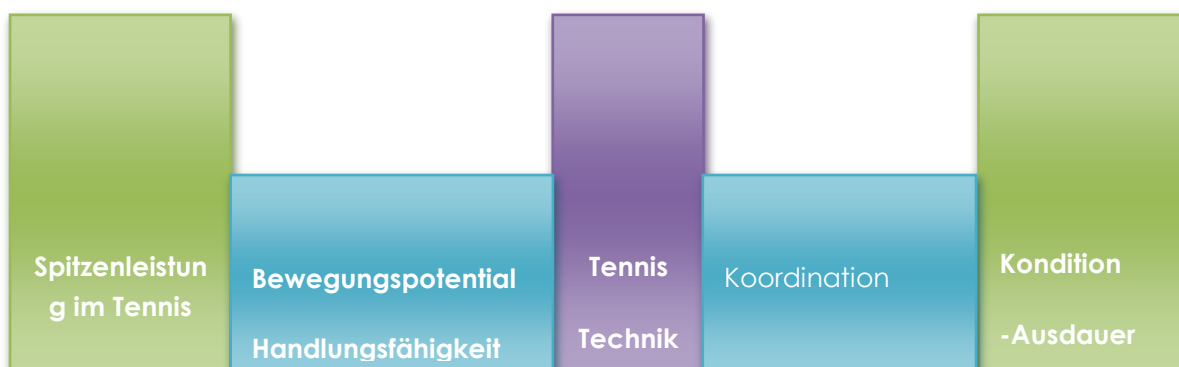 Spitzenleistun
g im Tennis
Bewegungspotential
Handlungsfähigkeit
Tennis
Technik
Koordination
Kondition
-Ausdauer